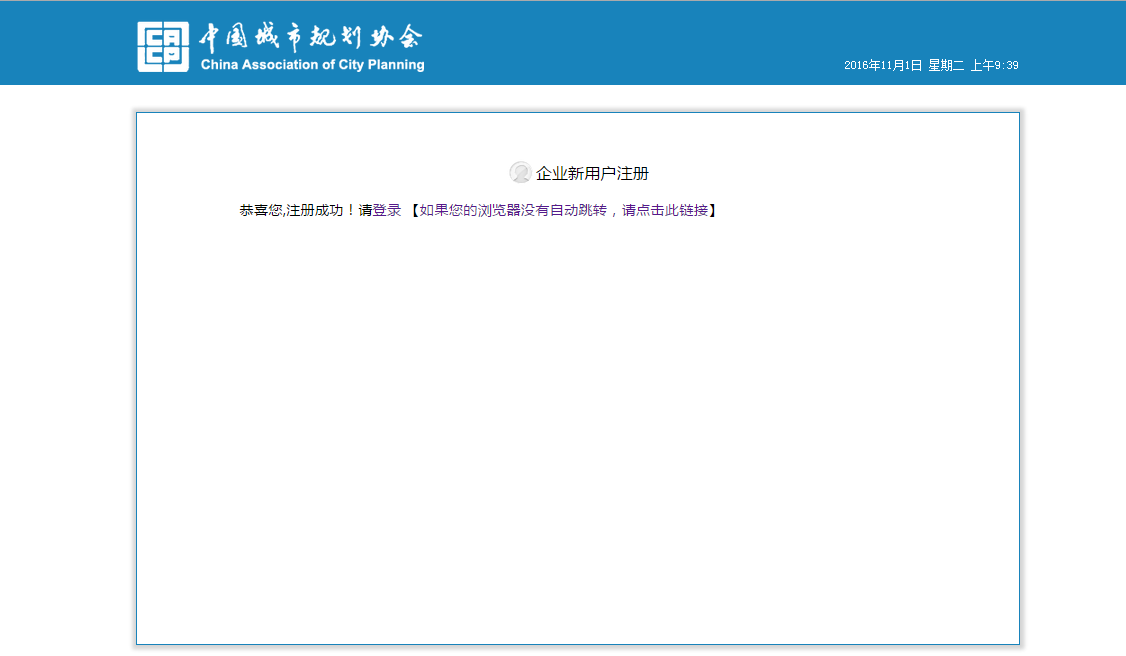 中国城市规划协会
China Association of City Planning
2016年11月1日 星期二 上午9:39
企业新用户注册
恭喜您,注册成功！请登录 【如果您的浏览器没有自动跳转，请点击此链接】